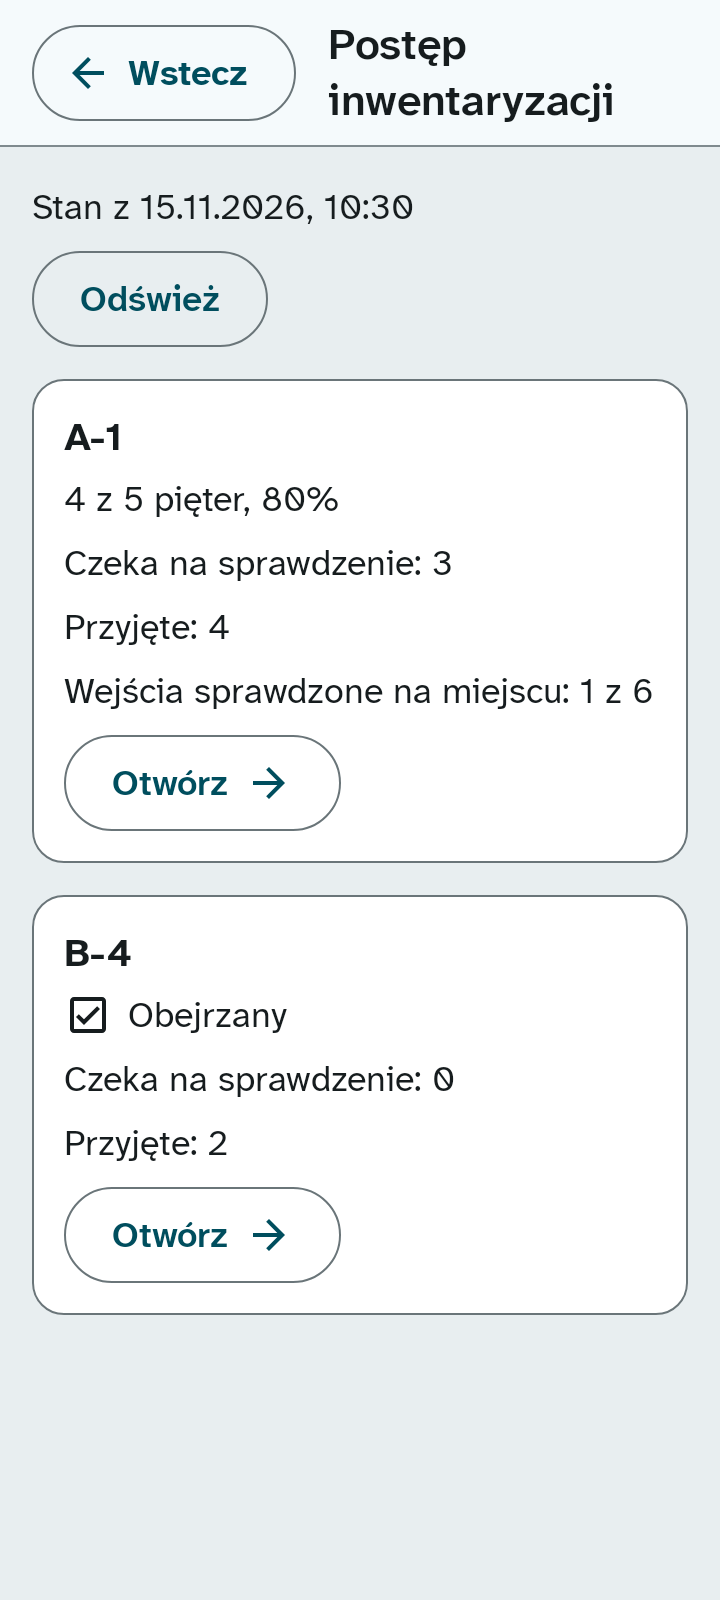 Wstecz
Postęp
inwentaryzacji
Stan z 15.11.2026, 10:30
Odśwież
A-1
4 z 5 pięter, 80%
Czeka na sprawdzenie: 3
Przyjęte: 4
Wejścia sprawdzone na miejscu: 1 z 6
Otwórz
B-4
Obejrzany
Czeka na sprawdzenie: 0
Przyjęte: 2
Otwórz